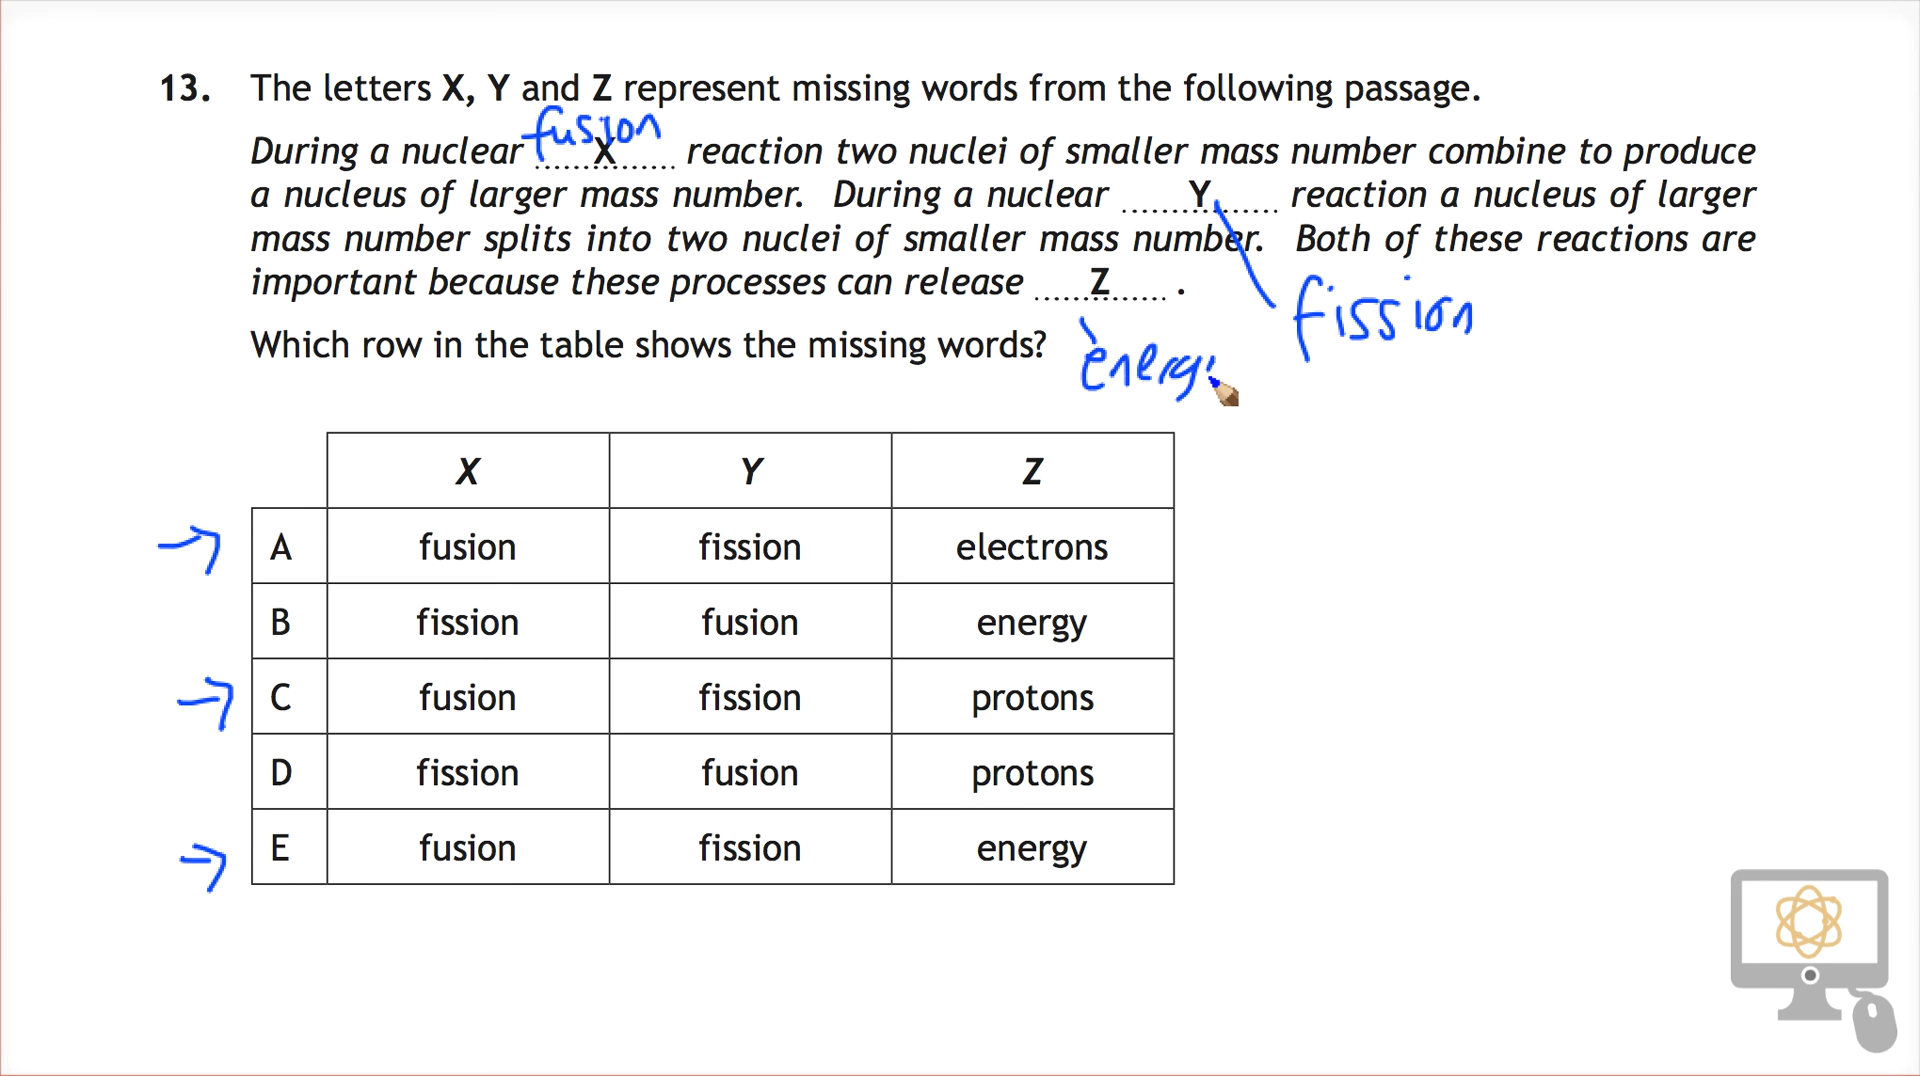 13. The letters X, Y and Z represent missing words from the following passage.
fusion
During a nuclear ......X...... reaction two nuclei of smaller mass number combine to produce
a nucleus of larger mass number. During a nuclear ......Y...... reaction a nucleus of larger
mass number splits into two nuclei of smaller mass number. Both of these reactions are
important because these processes can release ......Z...... .
fission
Which row in the table shows the missing words?
energy
X Y Z
A fusion fission electrons
B fission fusion energy
C fusion fission protons
D fission fusion protons
E fusion fission energy